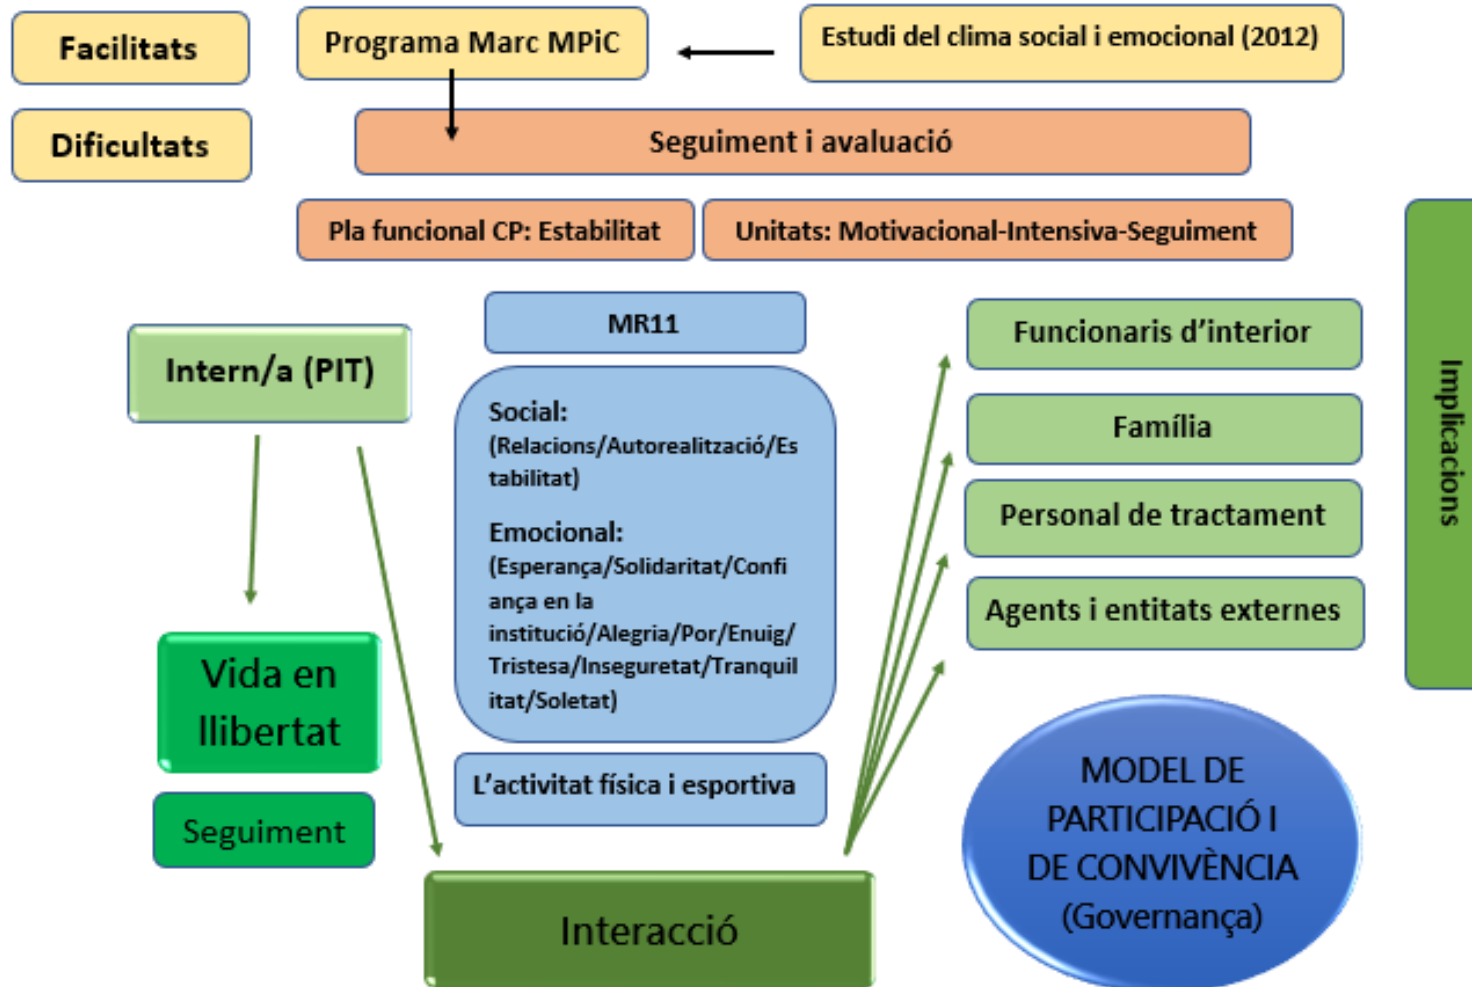 Facilitats
Programa Marc MPiC
Estudi del clima social i emocional (2012)
Dificultats
Seguiment i avaluació
Pla funcional CP: Estabilitat
Unitats: Motivacional-Intensiva-Seguiment
MR11
Intern/a (PIT)
Social:
(Relacions/Autorealització/Es
tabilitat)
Emocional:
(Esperança/Solidaritat/Confi
ança en la
institució/Alegria/Por/Enuig/
Tristesa/Inseguretat/Tranquil
itat/Soletat)
L'activitat física i esportiva
Vida en
llibertat
Seguiment
Interacció
Funcionaris d'interior
Família
Personal de tractament
Agents i entitats externes
Implicacions
MODEL DE
PARTICIPACIÓ I
DE CONVIVÈNCIA
(Governança)